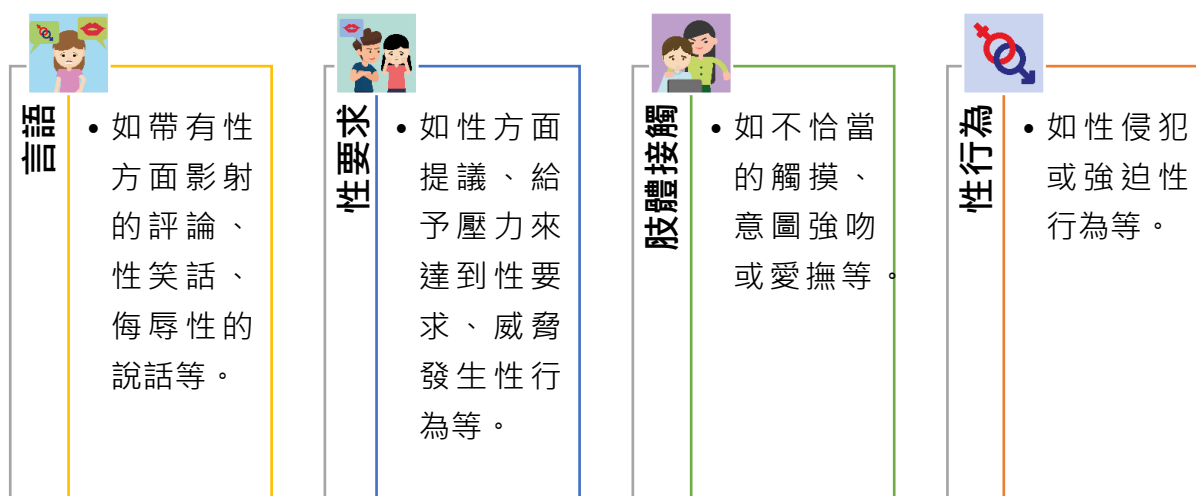 言語
• 如帶有性
方面影射
的評論、
性笑話、
侮辱性的
說話等。
性要求
• 如性方面
提議、給
予壓力來
達到性要
求、威脅
發生性行
為等。
肢體接觸
• 如不恰當
的觸摸、
意圖強吻
或愛撫等。
性行為
• 如性侵犯
或強迫性
行為等。